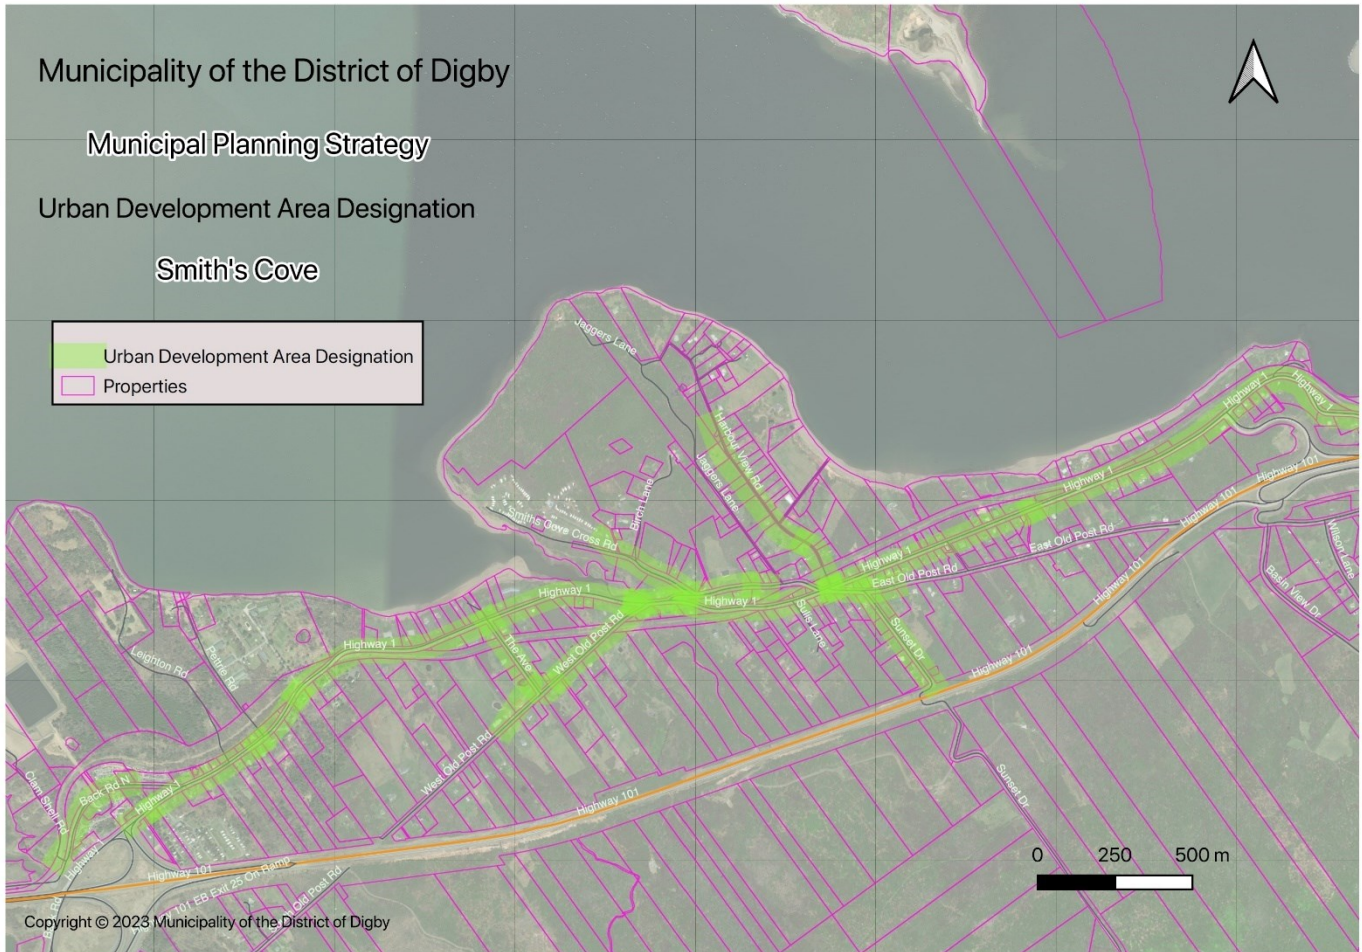 Municipality of the District of Digby
Municipal Planning Strategy
Urban Development Area Designation
Smith's Cove
Urban Development Area Designation
Properties
Jaggers Lane
Harbour View Rd
Jaggers Lane
Birch Lane
Smiths Cove Cross Rd
Highway 1
Highway 1
Highway 1
Highway 101
Highway 101
East Old Post Rd
Highway 1
East Old Post Rd
Highway 101
Wilson Lane
Basin View Dr
Highway 1
Highway 1
Sulis Lane
Sunset Dr
Highway 1
The Ave
West Old Post Rd
Leighton Rd
Pettrie Rd
Highway 101
West Old Post Rd
Sunset Dr
Clam Shell Rd
Back Rd N
Highway 1
Highway 1
Highway 101
Highway 101
101 EB Exit 25 On Ramp
Old Post Rd
0 250 500 m
Copyright © 2023 Municipality of the District of Digby